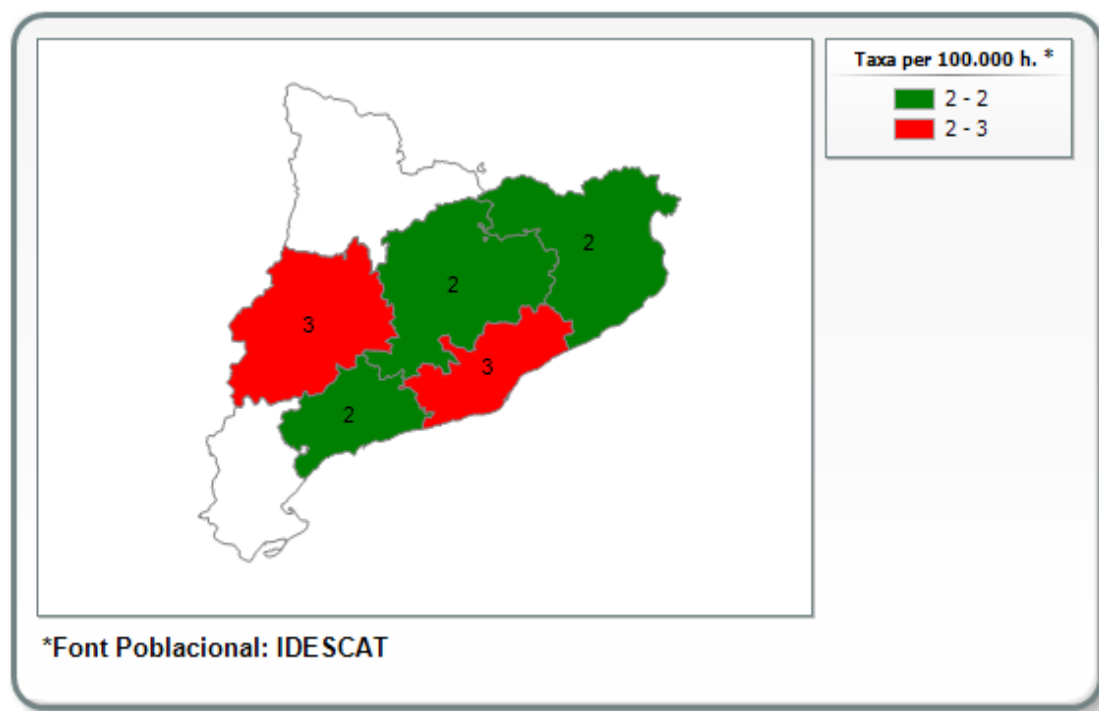 Taxa per 100.000 h. *
2 - 2
2 - 3
2
2
3
3
2
*Font Poblacional: IDESCAT